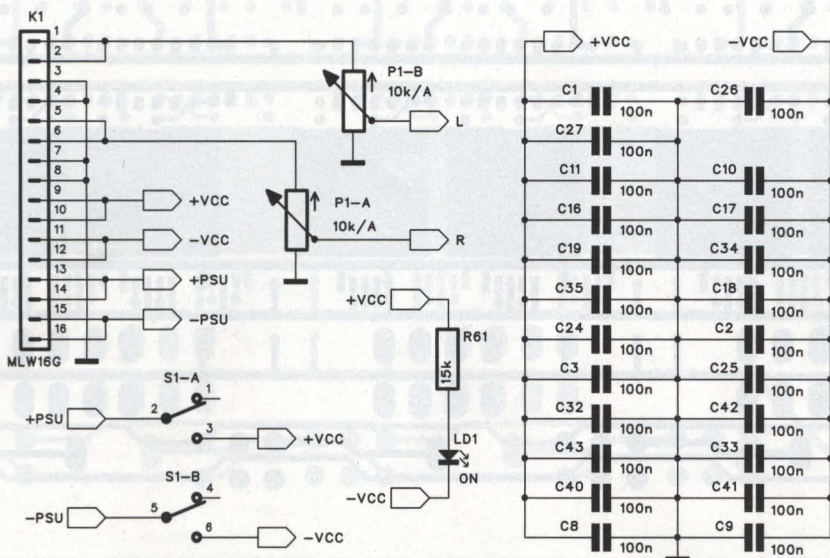 K1
1
2
3
4
5
6
7
8
9
10
11
12
13
14
15
16
MLW16G
+VCC
-VCC
+PSU
-PSU
P1-B
10k/A
L
P1-A
10k/A
R
S1-A
1
2
3
+PSU
+VCC
S1-B
4
5
6
-PSU
-VCC
+VCC
R61
15k
LD1
ON
-VCC
+VCC
-VCC
C1
100n
C26
100n
C27
100n
C11
100n
C10
100n
C16
100n
C17
100n
C19
100n
C34
100n
C35
100n
C18
100n
C24
100n
C2
100n
C3
100n
C25
100n
C32
100n
C42
100n
C43
100n
C33
100n
C40
100n
C41
100n
C8
100n
C9
100n